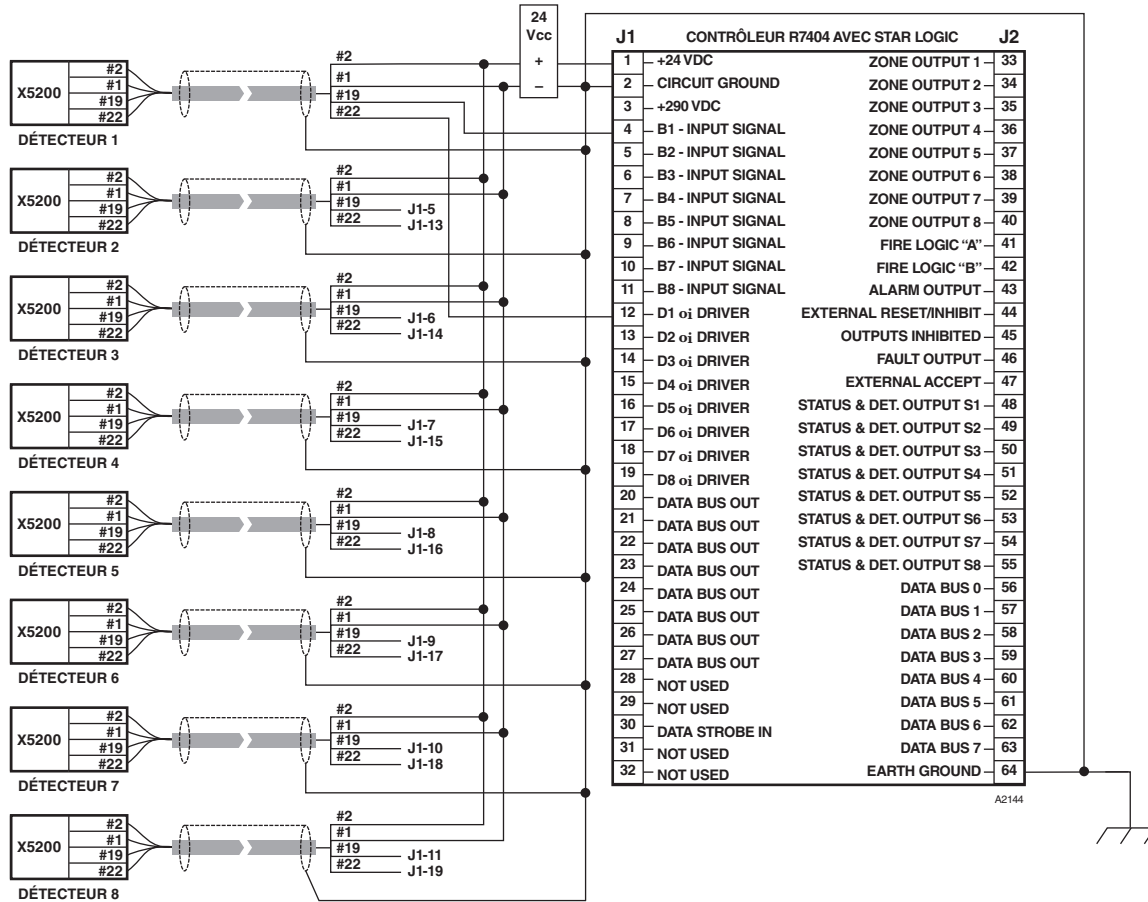 24
Vcc
+
–
J1
CONTRÔLEUR R7404 AVEC STAR LOGIC
J2
X5200
#2
#1
#19
#22
DÉTECTEUR 1
#2
#1
#19
#22
X5200
#2
#1
#19
#22
DÉTECTEUR 2
#2
#1
#19 J1-5
#22 J1-13
X5200
#2
#1
#19
#22
DÉTECTEUR 3
#2
#1
#19 J1-6
#22 J1-14
X5200
#2
#1
#19
#22
DÉTECTEUR 4
#2
#1
#19 J1-7
#22 J1-15
X5200
#2
#1
#19
#22
DÉTECTEUR 5
#2
#1
#19 J1-8
#22 J1-16
X5200
#2
#1
#19
#22
DÉTECTEUR 6
#2
#1
#19 J1-9
#22 J1-17
X5200
#2
#1
#19
#22
DÉTECTEUR 7
#2
#1
#19 J1-10
#22 J1-18
X5200
#2
#1
#19
#22
DÉTECTEUR 8
#2
#1
#19 J1-11
#22 J1-19
1 +24 VDC ZONE OUTPUT 1 33
2 CIRCUIT GROUND ZONE OUTPUT 2 34
3 +290 VDC ZONE OUTPUT 3 35
4 B1 - INPUT SIGNAL ZONE OUTPUT 4 36
5 B2 - INPUT SIGNAL ZONE OUTPUT 5 37
6 B3 - INPUT SIGNAL ZONE OUTPUT 6 38
7 B4 - INPUT SIGNAL ZONE OUTPUT 7 39
8 B5 - INPUT SIGNAL ZONE OUTPUT 8 40
9 B6 - INPUT SIGNAL FIRE LOGIC “A” 41
10 B7 - INPUT SIGNAL FIRE LOGIC “B” 42
11 B8 - INPUT SIGNAL ALARM OUTPUT 43
12 D1 oi DRIVER EXTERNAL RESET/INHIBIT 44
13 D2 oi DRIVER OUTPUTS INHIBITED 45
14 D3 oi DRIVER FAULT OUTPUT 46
15 D4 oi DRIVER EXTERNAL ACCEPT 47
16 D5 oi DRIVER STATUS & DET. OUTPUT S1 48
17 D6 oi DRIVER STATUS & DET. OUTPUT S2 49
18 D7 oi DRIVER STATUS & DET. OUTPUT S3 50
19 D8 oi DRIVER STATUS & DET. OUTPUT S4 51
20 DATA BUS OUT STATUS & DET. OUTPUT S5 52
21 DATA BUS OUT STATUS & DET. OUTPUT S6 53
22 DATA BUS OUT STATUS & DET. OUTPUT S7 54
23 DATA BUS OUT STATUS & DET. OUTPUT S8 55
24 DATA BUS OUT DATA BUS 0 56
25 DATA BUS OUT DATA BUS 1 57
26 DATA BUS OUT DATA BUS 2 58
27 DATA BUS OUT DATA BUS 3 59
28 NOT USED DATA BUS 4 60
29 NOT USED DATA BUS 5 61
30 DATA STROBE IN DATA BUS 6 62
31 NOT USED DATA BUS 7 63
32 NOT USED EARTH GROUND 64
A2144